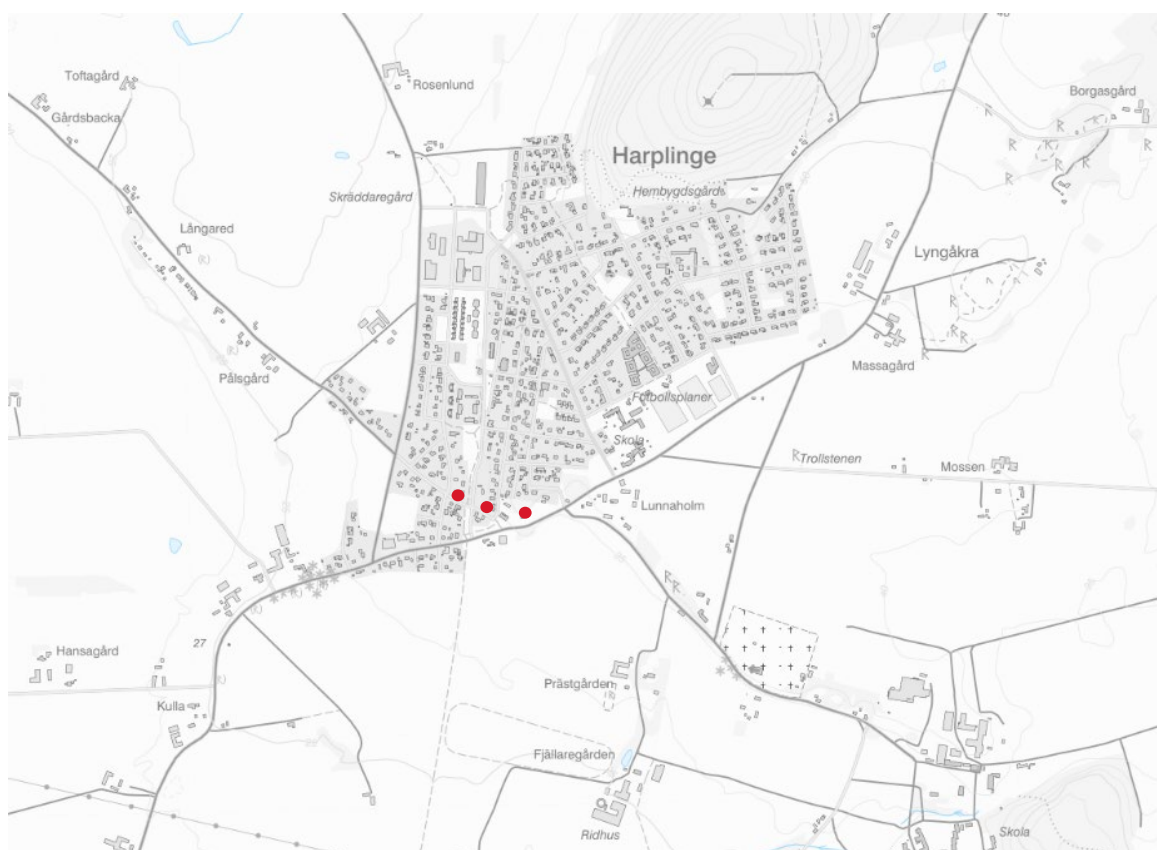 Toftagård
Gårdsbacka
Rosenlund
Borgasgård
Harplinge
Hembygdsgård
Skräddaregård
Långared
(R)
Lyngåkra
Pålsgård
Massagård
Fotbollsplaner
Skola
Trollstenen
Mossen
Lunnaholm
27
Hansagård
Kulla
Prästgården
Fjällaregården
Ridhus
Skola